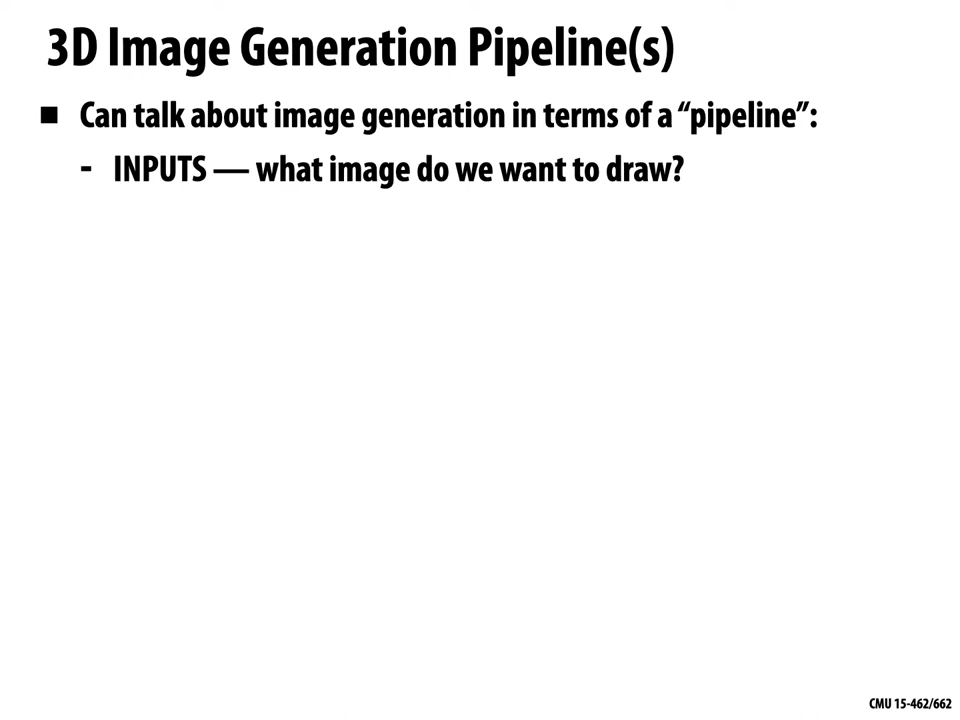 3D Image Generation Pipeline(s)
■ Can talk about image generation in terms of a “pipeline”:
- INPUTS — what image do we want to draw?
CMU 15-462/662